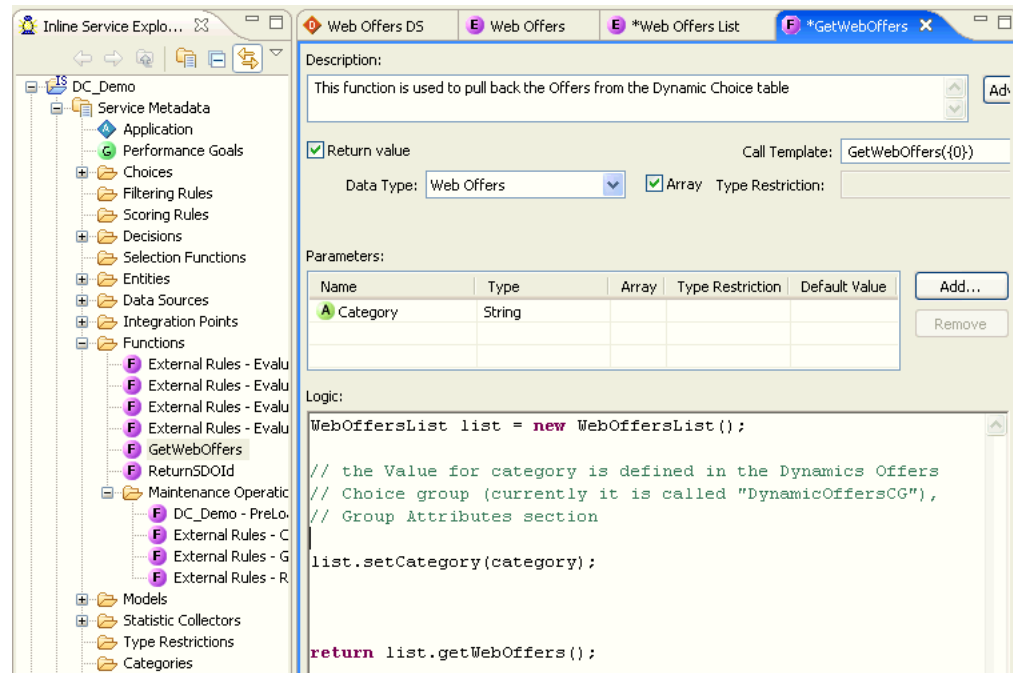 Inline Service Explo...
DC_Demo
Service Metadata
Application
Performance Goals
Choices
Filtering Rules
Scoring Rules
Decisions
Selection Functions
Entities
Data Sources
Integration Points
Functions
External Rules - Evalu
External Rules - Evalu
External Rules - Evalu
External Rules - Evalu
GetWebOffers
ReturnSDOId
Maintenance Operatic
DC_Demo - PreLo
External Rules - C
External Rules - G
External Rules - R
Models
Statistic Collectors
Type Restrictions
Categories
Web Offers DS
Web Offers
*Web Offers List
*GetWebOffers
Description:
This function is used to pull back the Offers from the Dynamic Choice table
Adv
Return value
Call Template: GetWebOffers({0})
Data Type: Web Offers Array Type Restriction:
Parameters:
Name Type Array Type Restriction Default Value
Category String
Add...
Remove
Logic:
WebOffersList list = new WebOffersList();
// the Value for category is defined in the Dynamics Offers
// Choice group (currently it is called "DynamicOffersCG"),
// Group Attributes section
list.setCategory(category);
return list.getWebOffers();